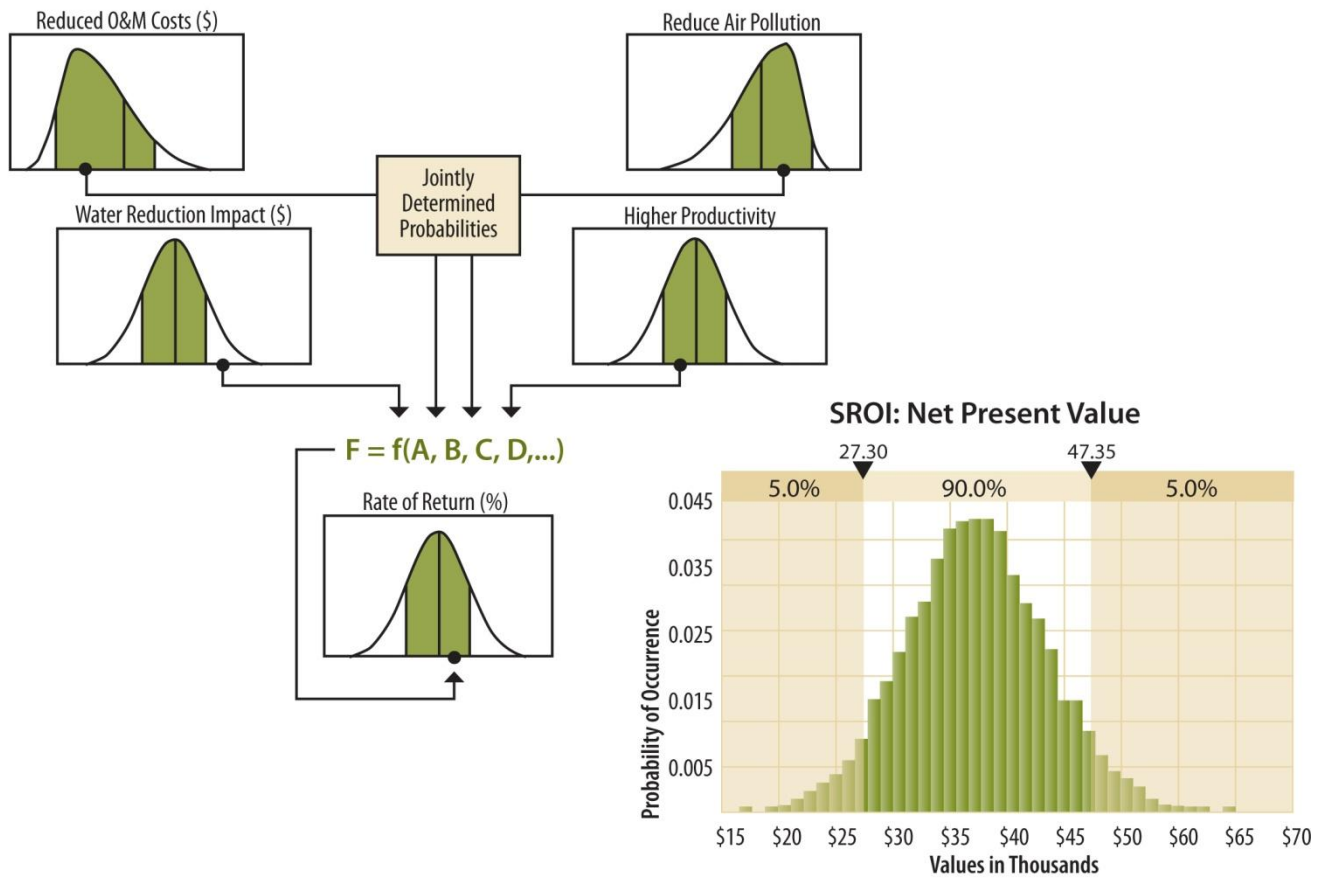 Reduced O&M Costs ($)
Reduce Air Pollution
Jointly
Determined
Probabilities
Water Reduction Impact ($)
Higher Productivity
F = f(A, B, C, D,...)
Rate of Return (%)
SROI: Net Present Value
27.30
47.35
5.0%
90.0%
5.0%
0.045
0.035
0.025
0.015
0.005
Probability of Occurrence
$15 $20 $25 $30 $35 $40 $45 $50 $60 $65 $70
Values in Thousands